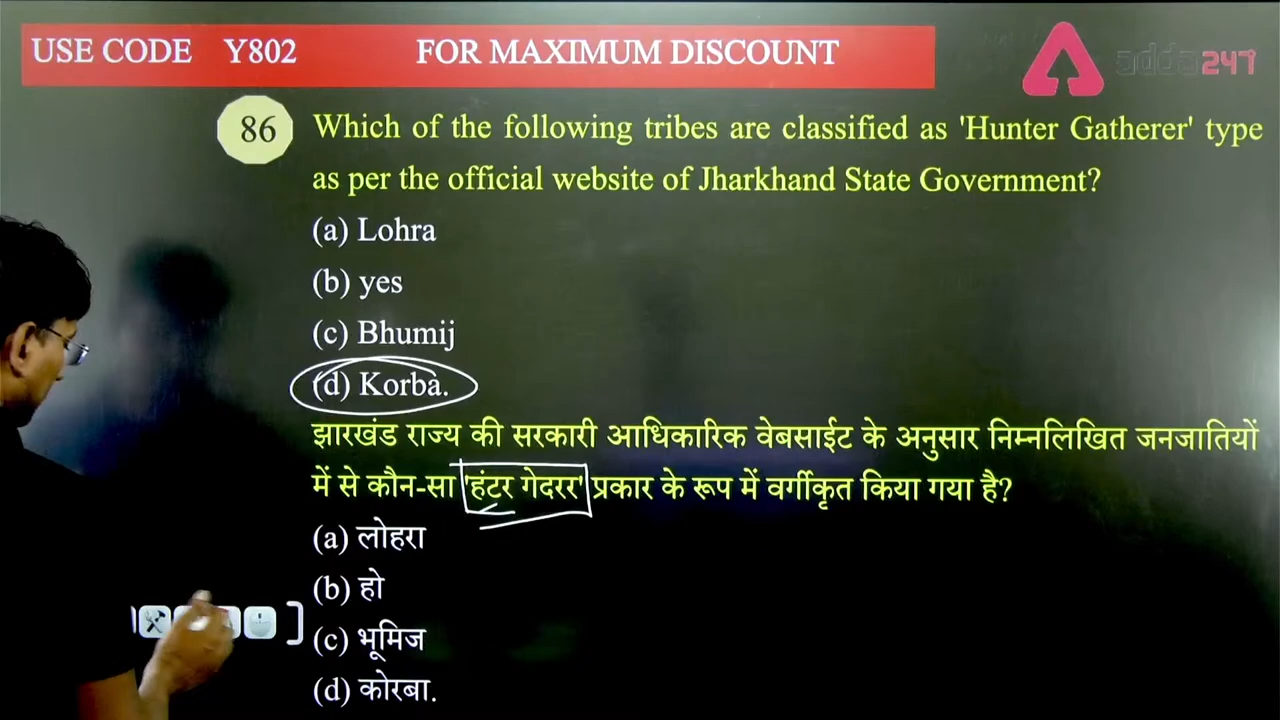 USE CODE Y802 FOR MAXIMUM DISCOUNT
adda247
86 Which of the following tribes are classified as 'Hunter Gatherer' type
as per the official website of Jharkhand State Government?
(a) Lohra
(b) yes
(c) Bhumij
(d) Korba.
झारखंड राज्य की सरकारी आधिकारिक वेबसाईट के अनुसार निम्नलिखित जनजातियों
में से कौन-सा 'हंटर गेदरर' प्रकार के रूप में वर्गीकृत किया गया है?
(a) लोहरा
(b) हो
(c) भूमिज
(d) कोरबा.